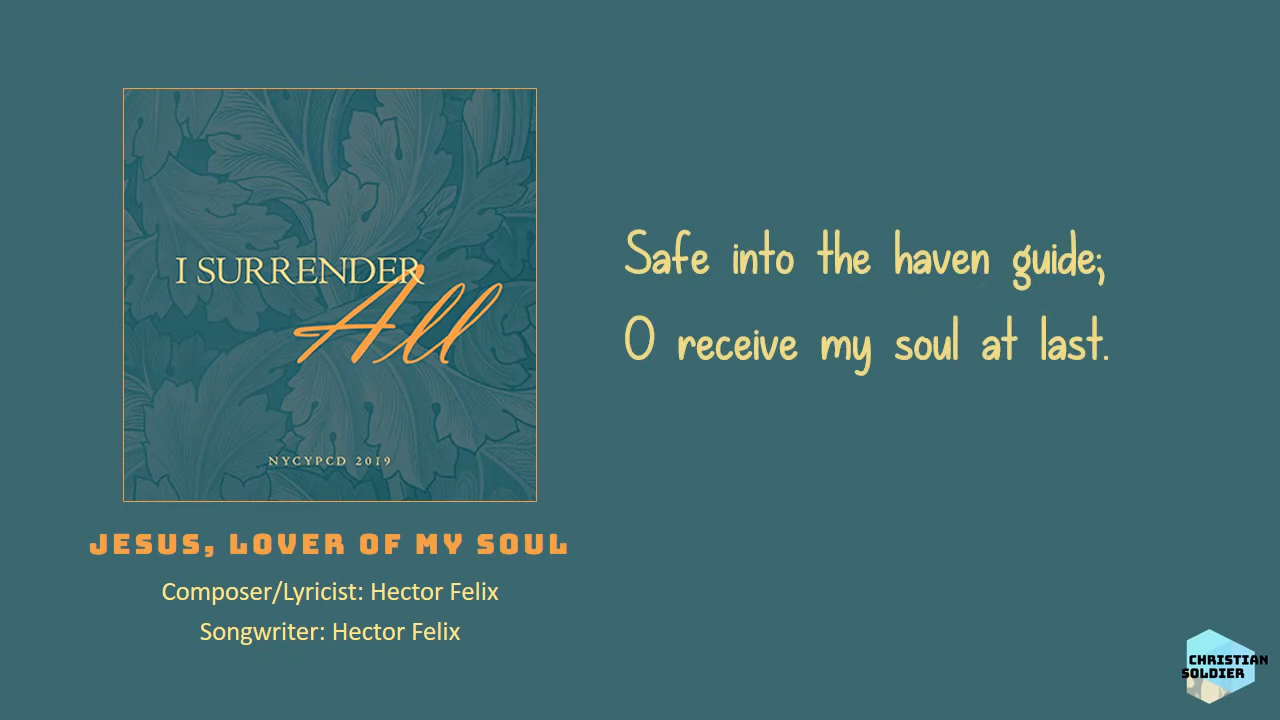 I SURRENDER
All
NYCYPCD 2019
JESUS, LOVER OF MY SOUL
Composer/Lyricist: Hector Felix
Songwriter: Hector Felix
Safe into the haven guide;
O receive my soul at last.
CHRISTIAN
SOLDIER